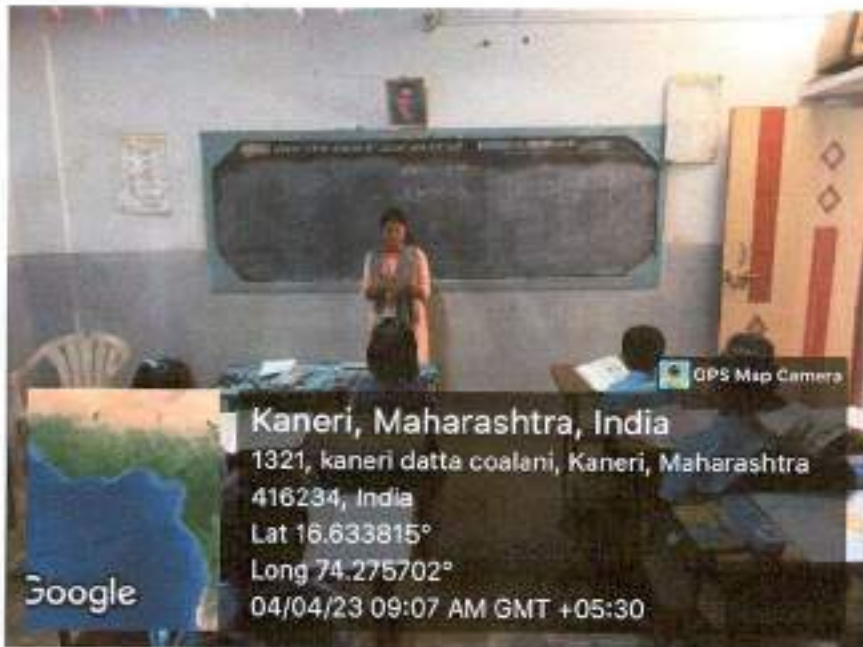 GPS Map Camera
Kaneri, Maharashtra, India
1321, kaneri datta coalani, Kaneri, Maharashtra
416234, India
Lat 16.633815°
Long 74.275702°
04/04/23 09:07 AM GMT +05:30
Google